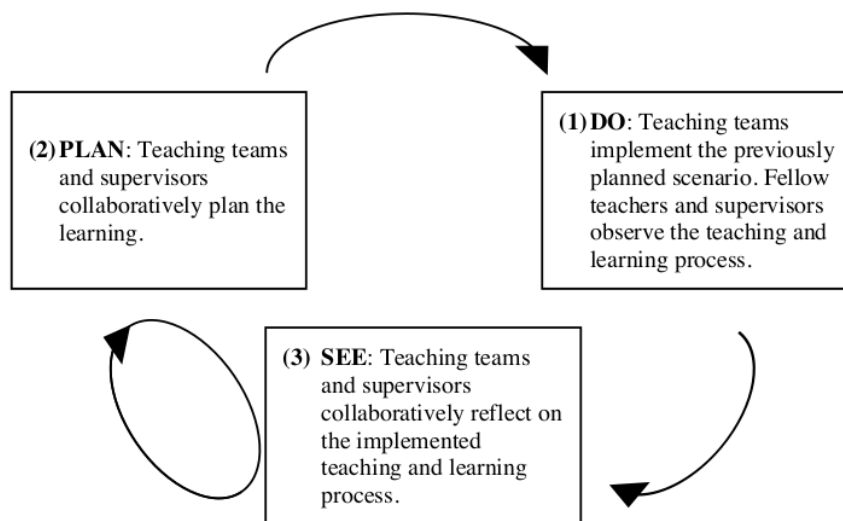 (2) PLAN: Teaching teams
and supervisors
collaboratively plan the
learning.
(1) DO: Teaching teams
implement the previously
planned scenario. Fellow
teachers and supervisors
observe the teaching and
learning process.
(3) SEE: Teaching teams
and supervisors
collaboratively reflect on
the implemented
teaching and learning
process.